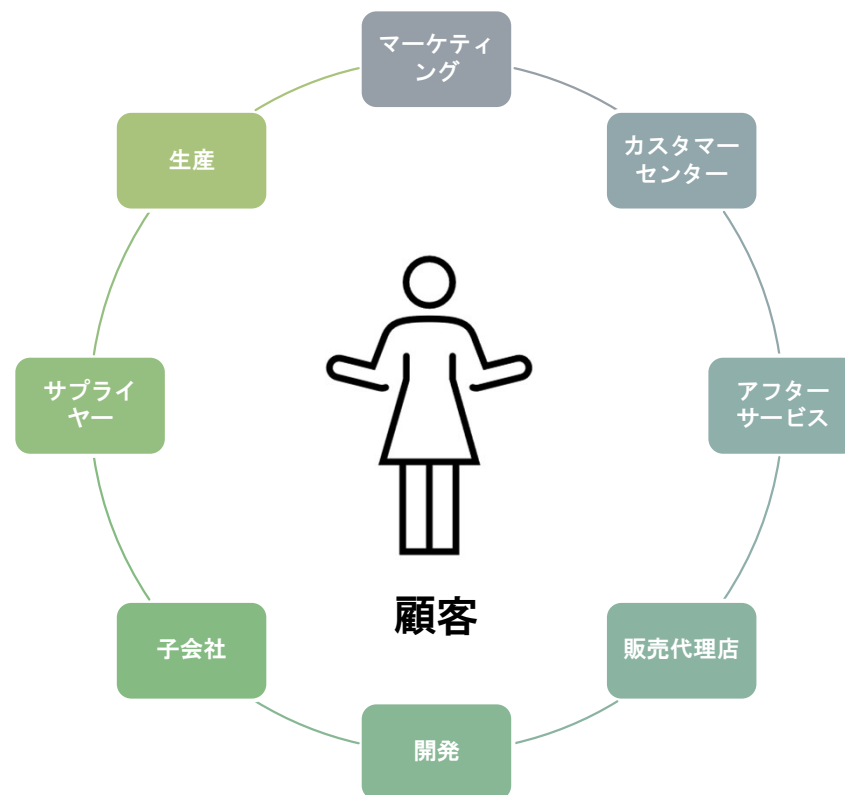 マーケティ
ング
カスタマー
センター
アフター
サービス
販売代理店
開発
子会社
サプライ
ヤー
生産
顧客